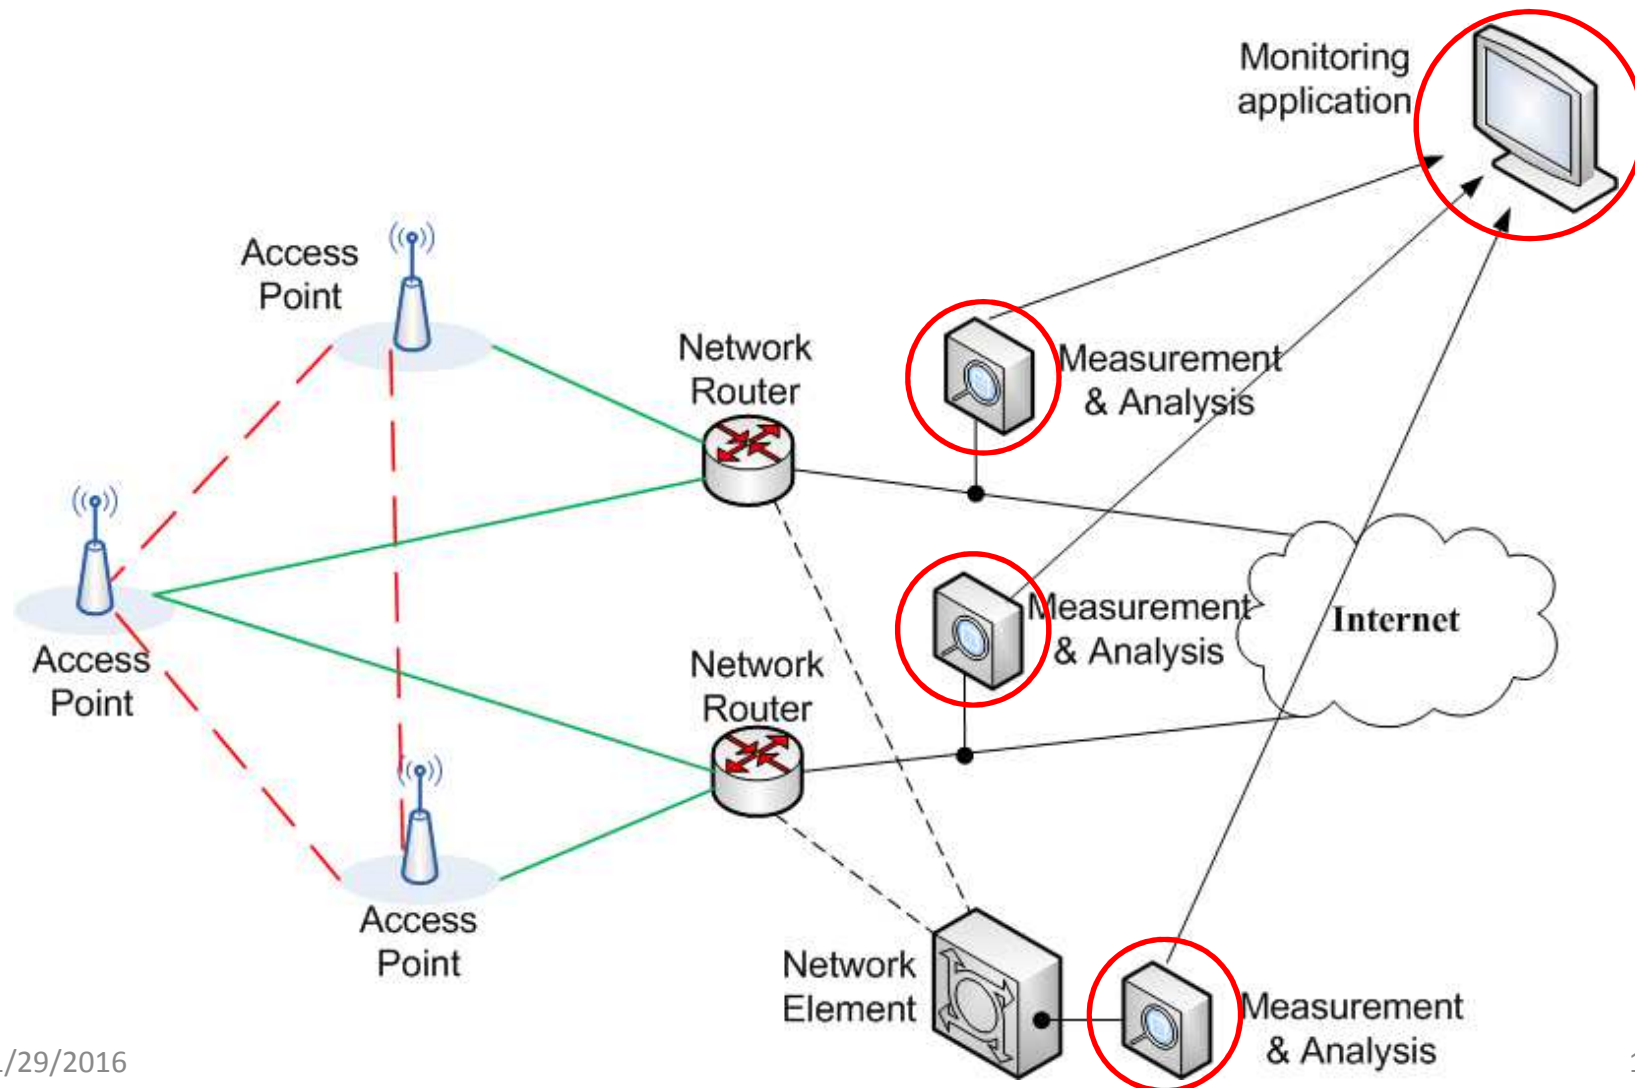 Monitoring
application
Access
Point
Network
Router
Measurement
& Analysis
Measurement
& Analysis
Internet
Access
Point
Network
Router
Access
Point
Network
Element
Measurement
& Analysis
/29/2016